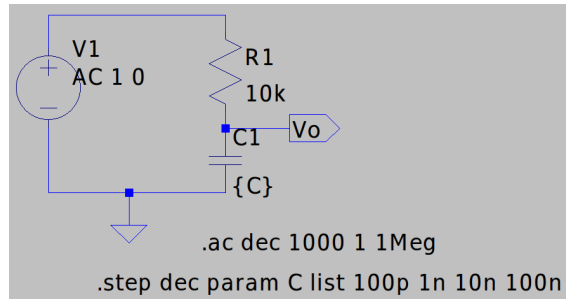 V1
AC 1 0
R1
10k
Vo
C1
{C}
.ac dec 1000 1 1Meg
.step dec param C list 100p 1n 10n 100n